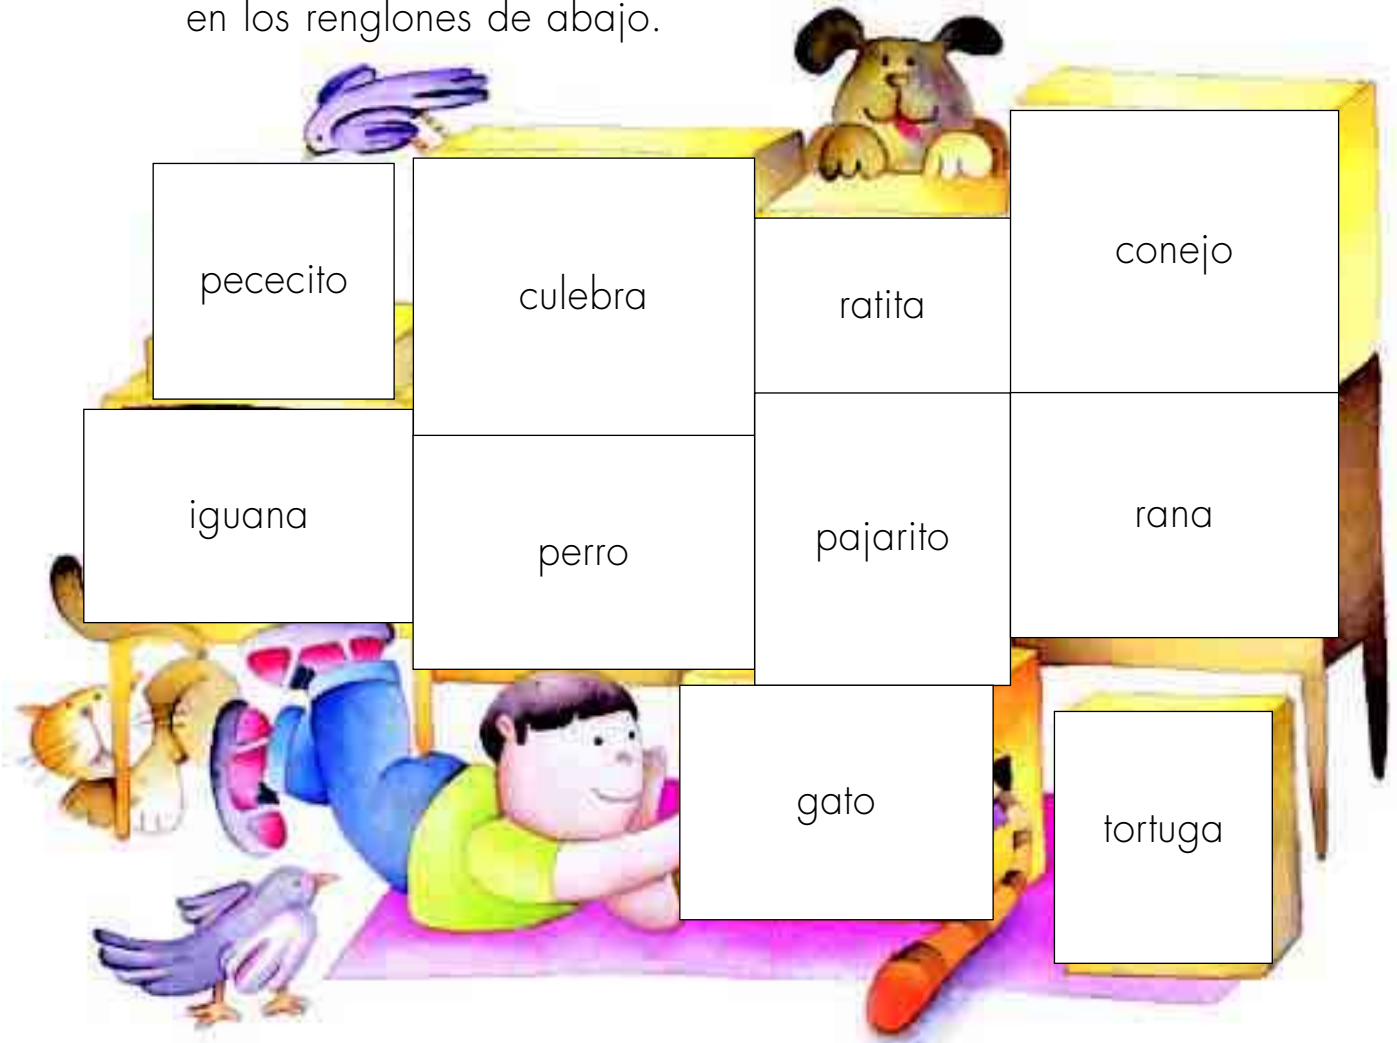 en los renglones de abajo.
pececito
culebra
ratita
conejo
iguana
perro
pajarito
rana
gato
tortuga